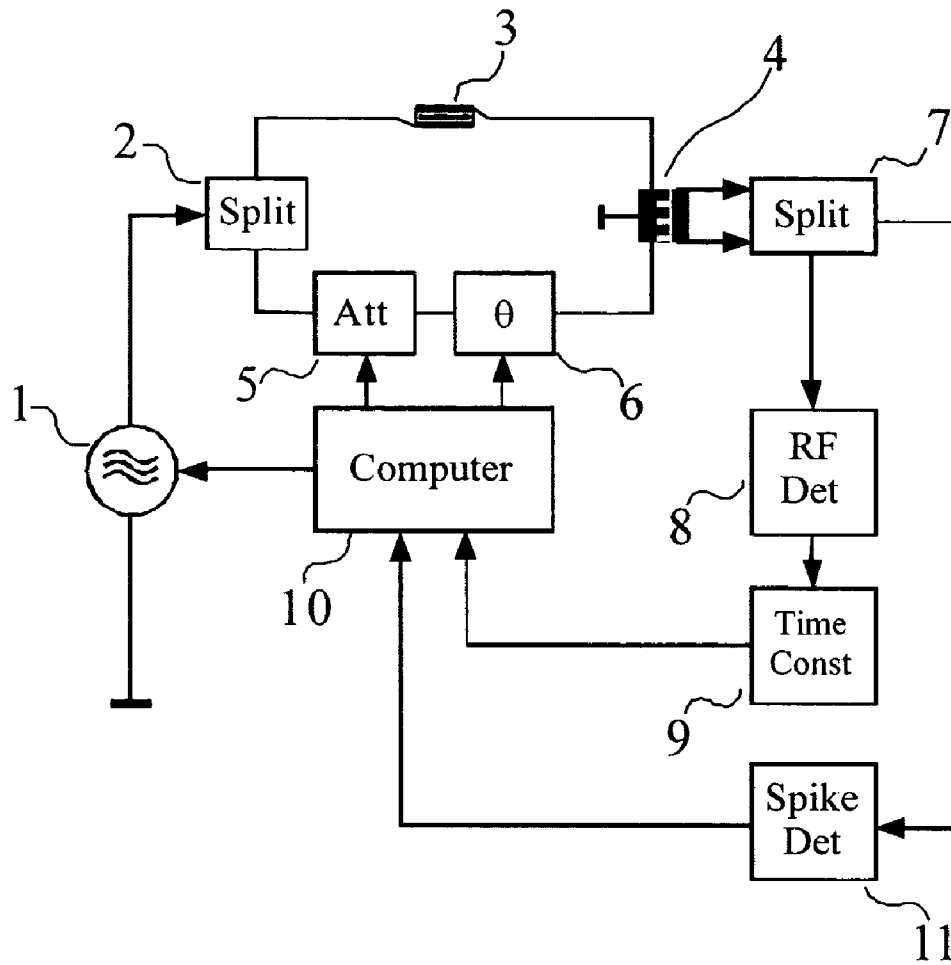 3
4
7
2
Split
Split
Att
θ
5
6
1
RF
Det
8
Computer
10
Time
Const
9
Spike
Det
11